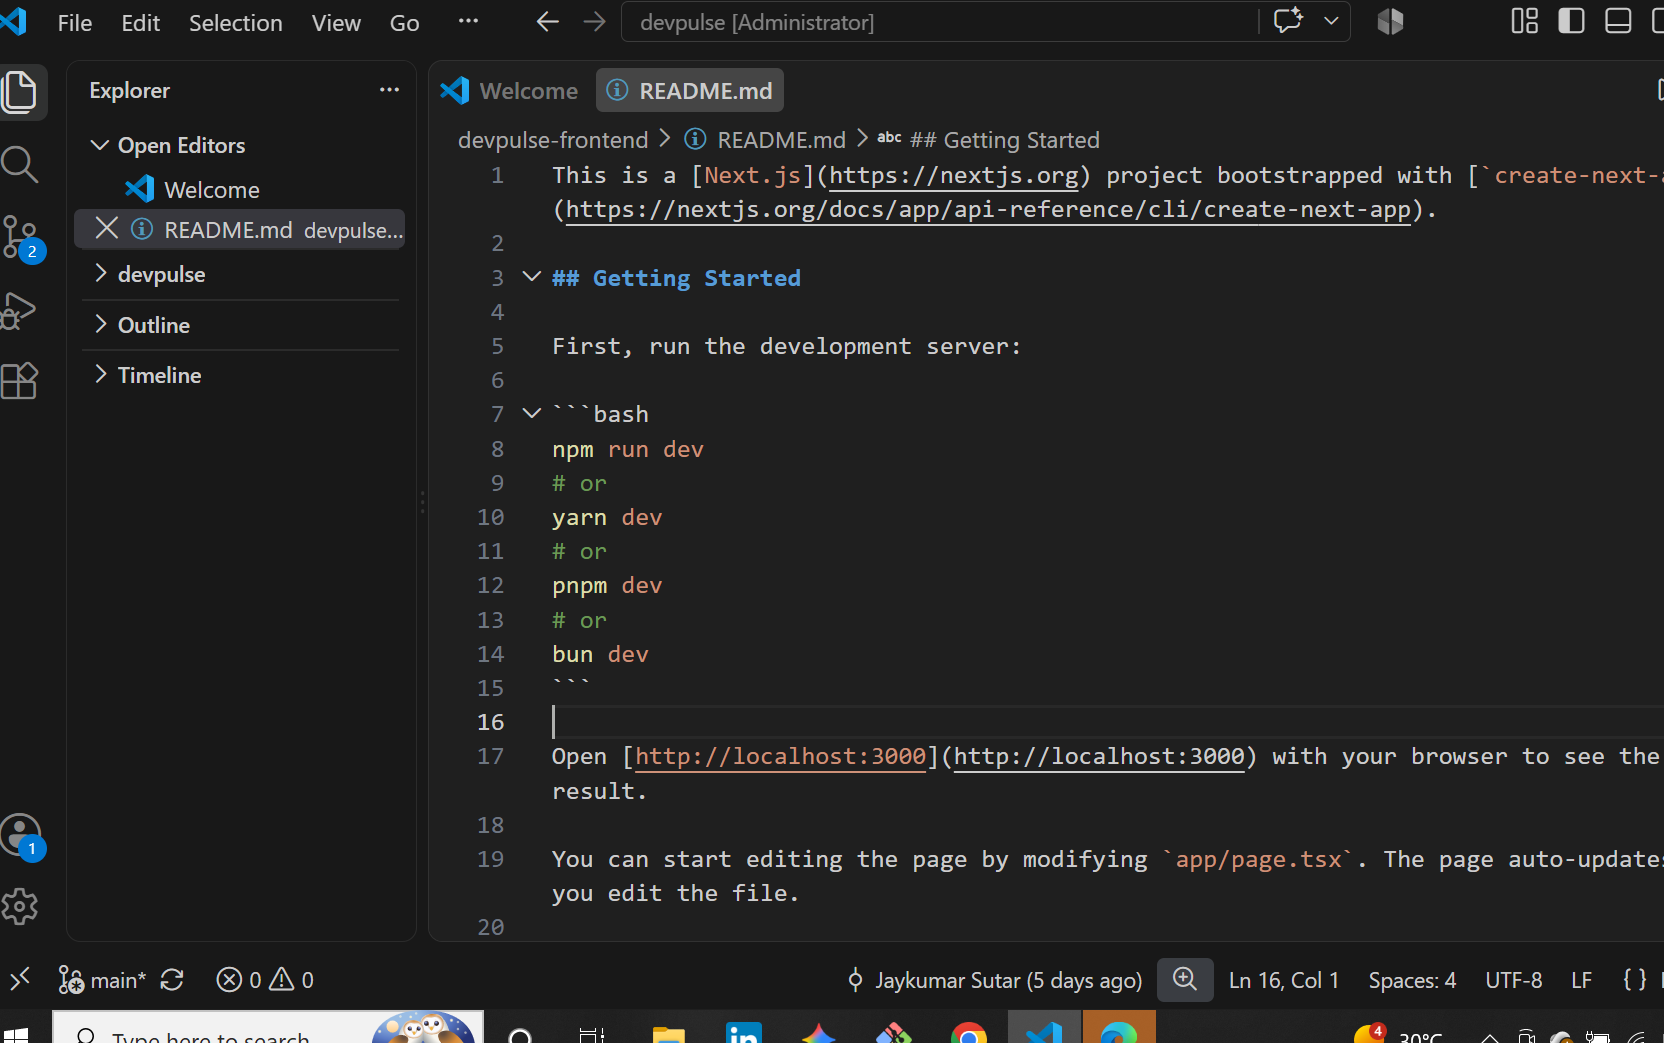 File Edit Selection View Go ···
devpulse [Administrator]
Explorer
Open Editors
Welcome
README.md devpulse...
devpulse
Outline
Timeline
2
1
Welcome README.md
devpulse-frontend > README.md > abc ## Getting Started
1 This is a [Next.js](https://nextjs.org) project bootstrapped with [`create-next-
(https://nextjs.org/docs/app/api-reference/cli/create-next-app).
2
3 ## Getting Started
4
5 First, run the development server:
6
7 ```bash
8 npm run dev
9 # or
10 yarn dev
11 # or
12 pnpm dev
13 # or
14 bun dev
15 ```
16
17 Open [http://localhost:3000](http://localhost:3000) with your browser to see the
result.
18
19 You can start editing the page by modifying `app/page.tsx`. The page auto-updates
you edit the file.
20
main* 0 0 Jaykumar Sutar (5 days ago) Ln 16, Col 1 Spaces: 4 UTF-8 LF { }
Type here to search in 4 30°C